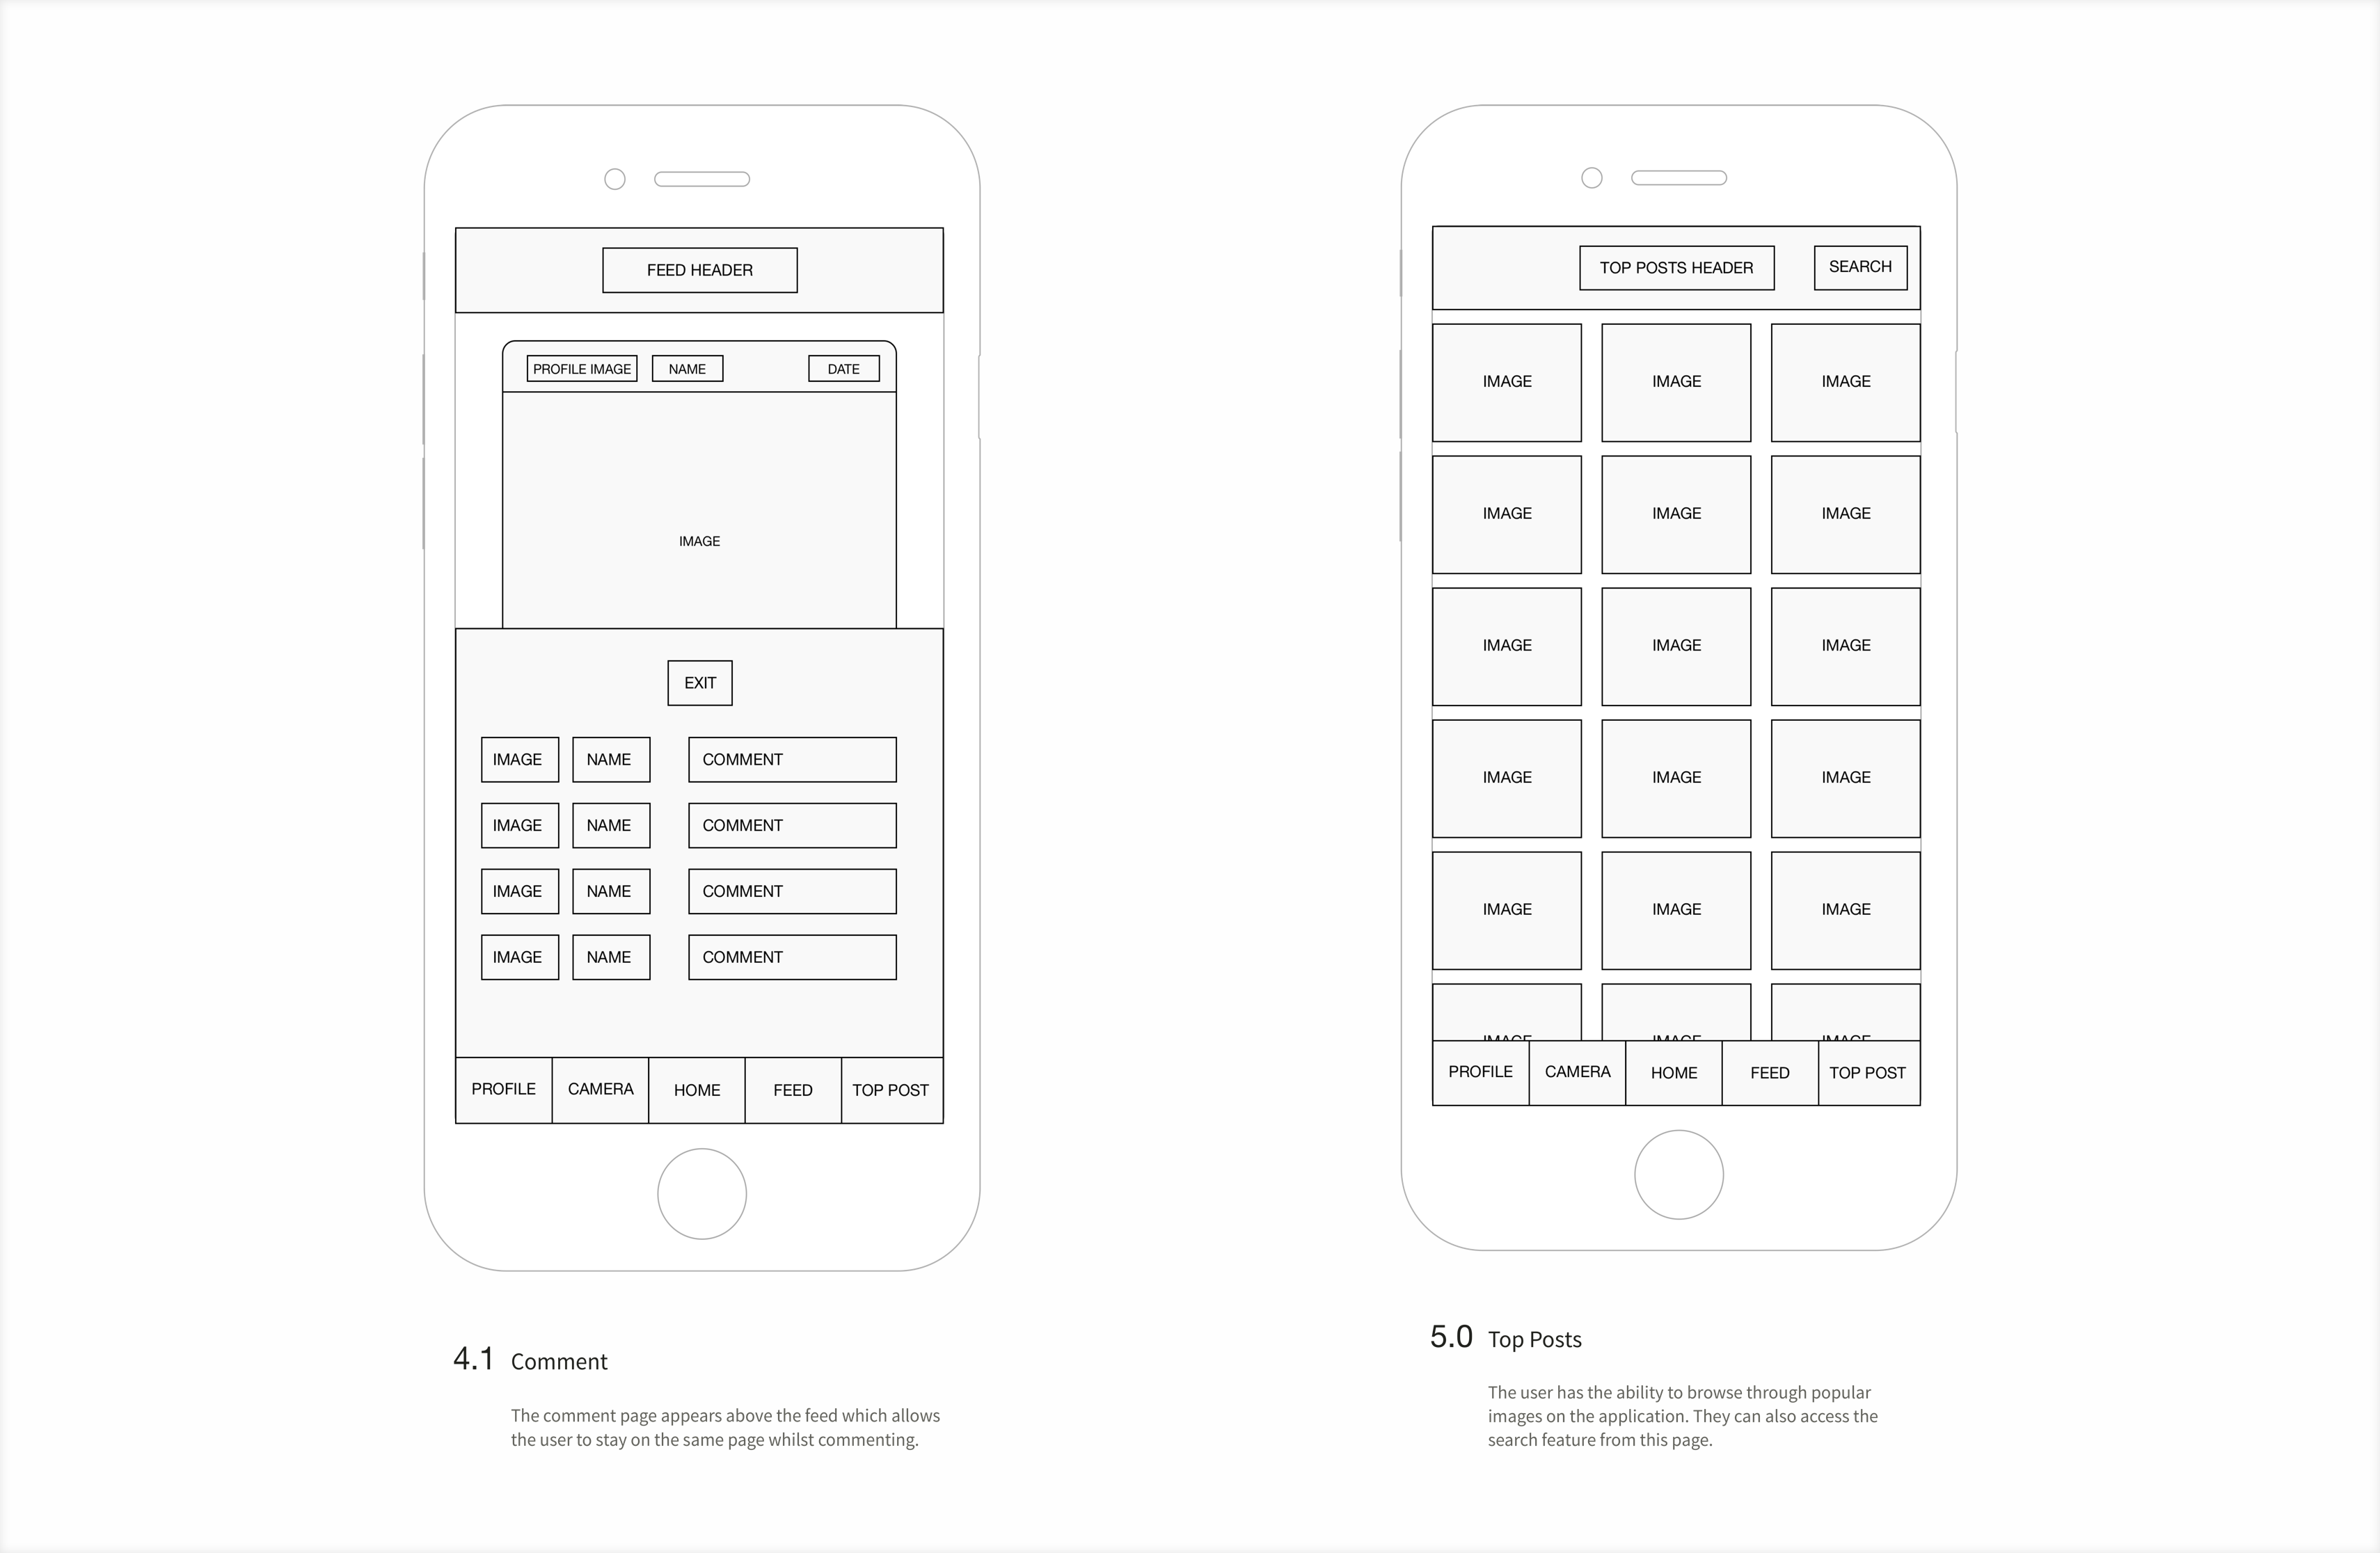 FEED HEADER
PROFILE IMAGE NAME DATE
IMAGE
EXIT
IMAGE NAME COMMENT
IMAGE NAME COMMENT
IMAGE NAME COMMENT
IMAGE NAME COMMENT
PROFILE CAMERA HOME FEED TOP POST
4.1 Comment
The comment page appears above the feed which allows
the user to stay on the same page whilst commenting.
TOP POSTS HEADER SEARCH
IMAGE IMAGE IMAGE
IMAGE IMAGE IMAGE
IMAGE IMAGE IMAGE
IMAGE IMAGE IMAGE
IMAGE IMAGE IMAGE
IMAGE IMAGE IMAGE
PROFILE CAMERA HOME FEED TOP POST
5.0 Top Posts
The user has the ability to browse through popular
images on the application. They can also access the
search feature from this page.